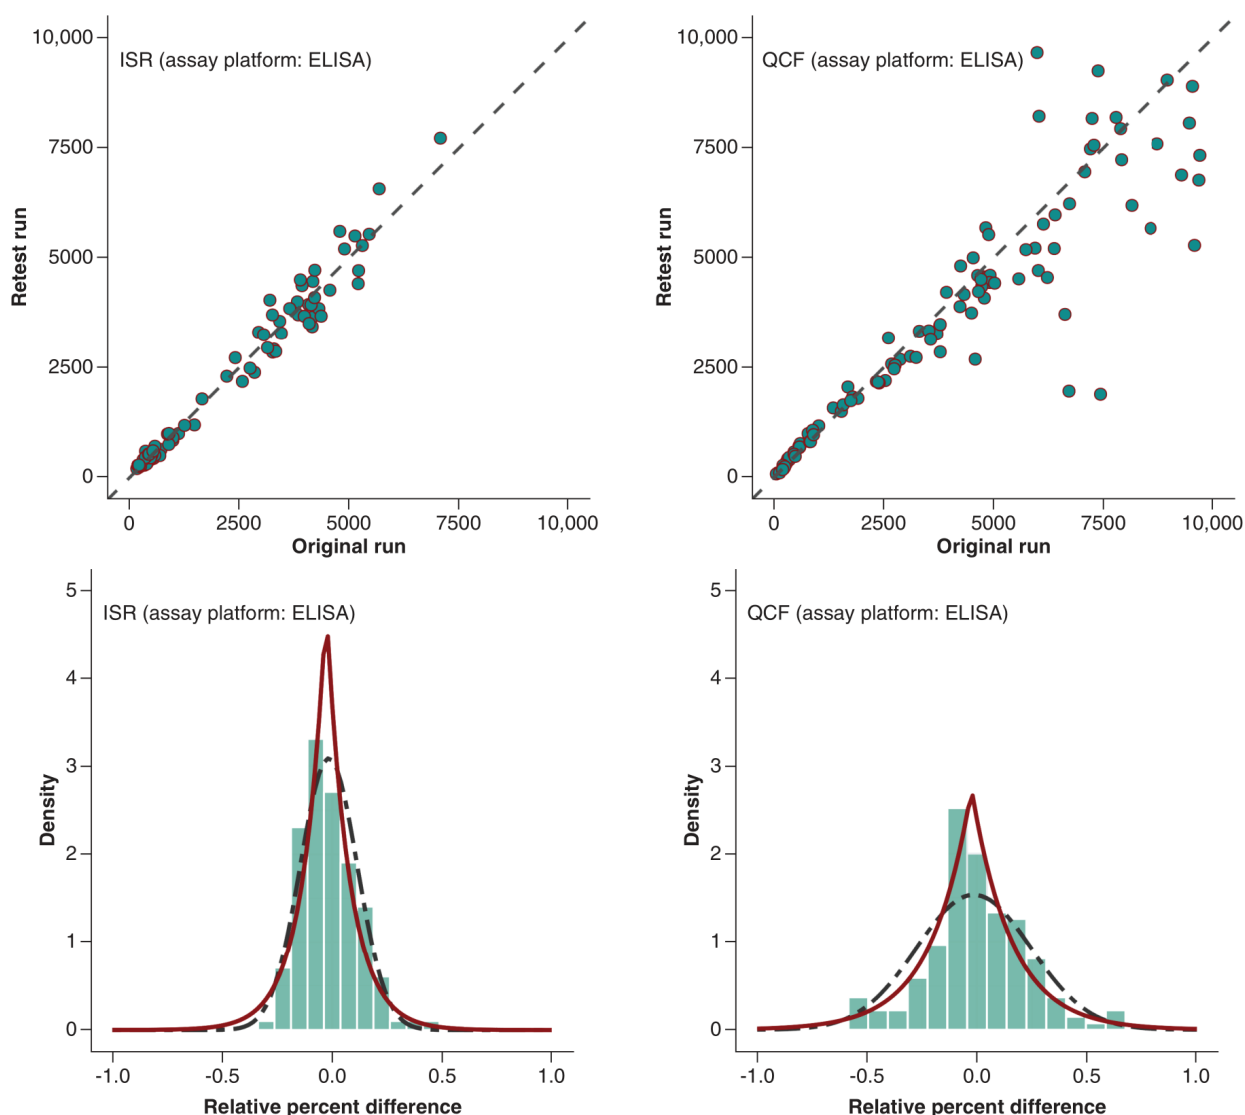 ISR (assay platform: ELISA)
10,000
7500
5000
2500
0
Retest run
0 2500 5000 7500 10,000
Original run
QCF (assay platform: ELISA)
10,000
7500
5000
2500
0
Retest run
0 2500 5000 7500 10,000
Original run
ISR (assay platform: ELISA)
5
4
3
2
1
0
Density
-1.0 -0.5 0.0 0.5 1.0
Relative percent difference
QCF (assay platform: ELISA)
5
4
3
2
1
0
Density
-1.0 -0.5 0.0 0.5 1.0
Relative percent difference